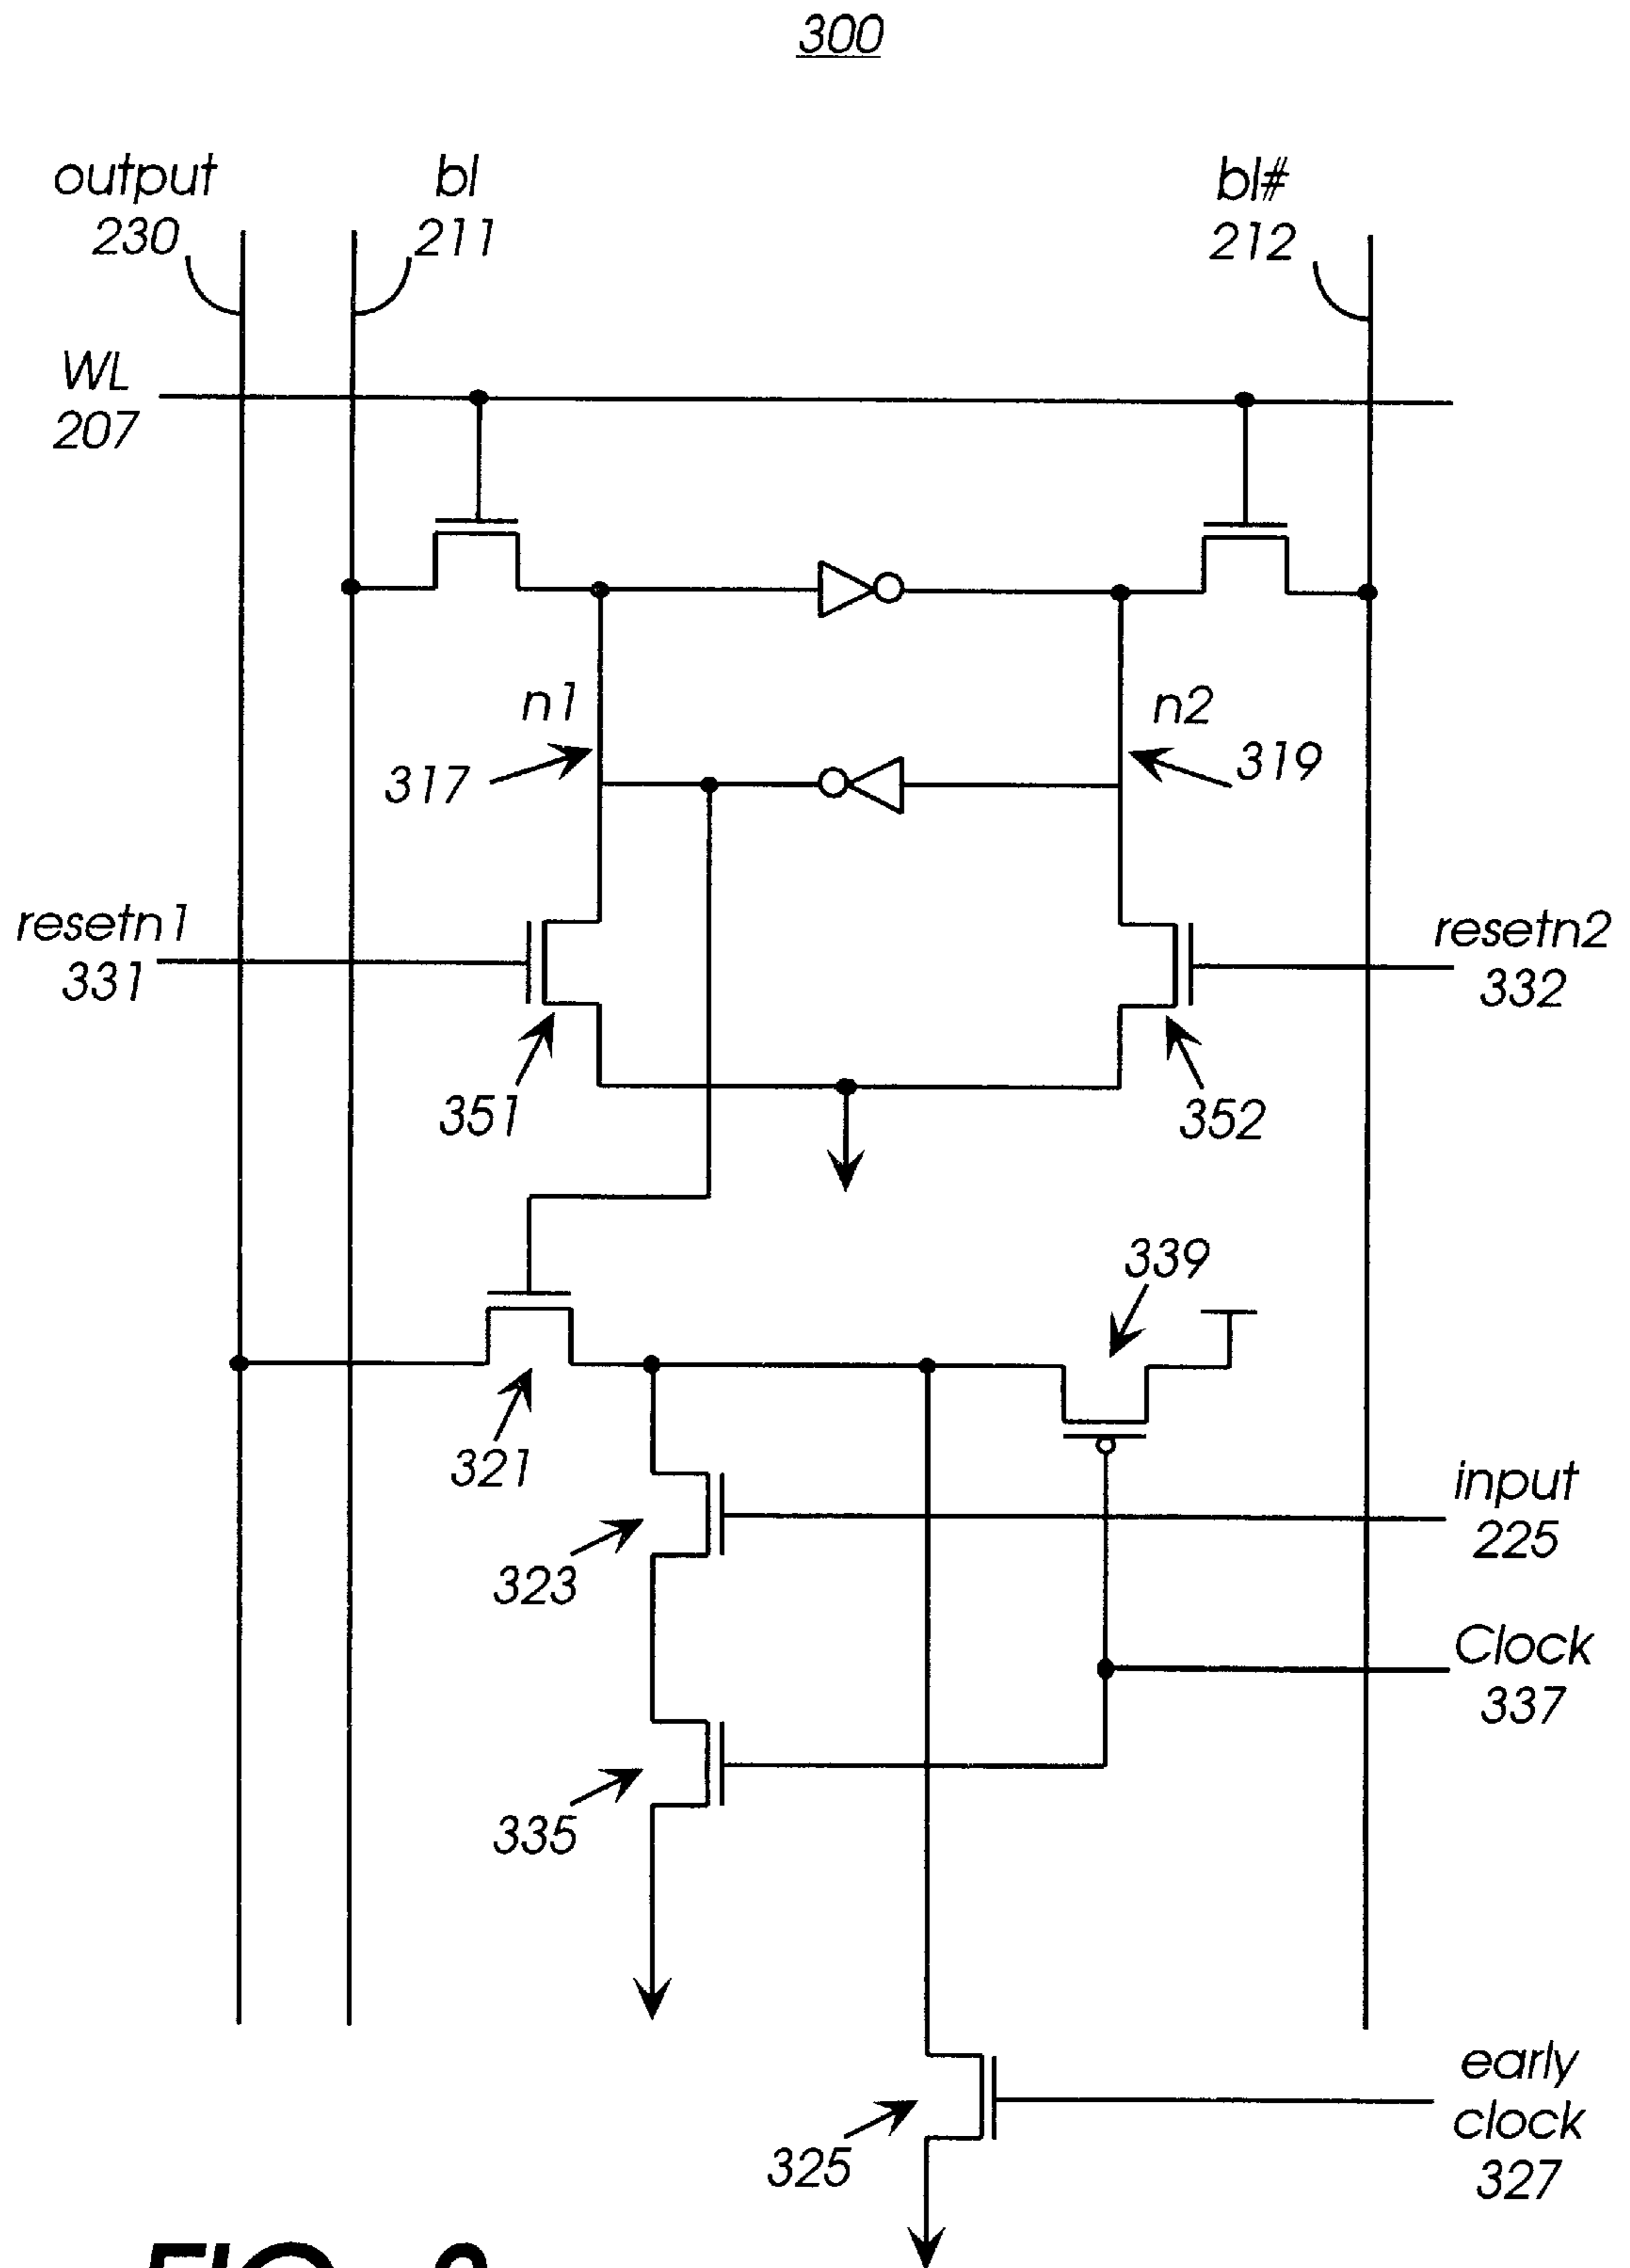 300
output
230
bl
211
bl#
212
WL
207
n1
317
n2
319
resetn1
331
resetn2
332
351
352
339
321
input
225
323
Clock
337
335
early
clock
327
325